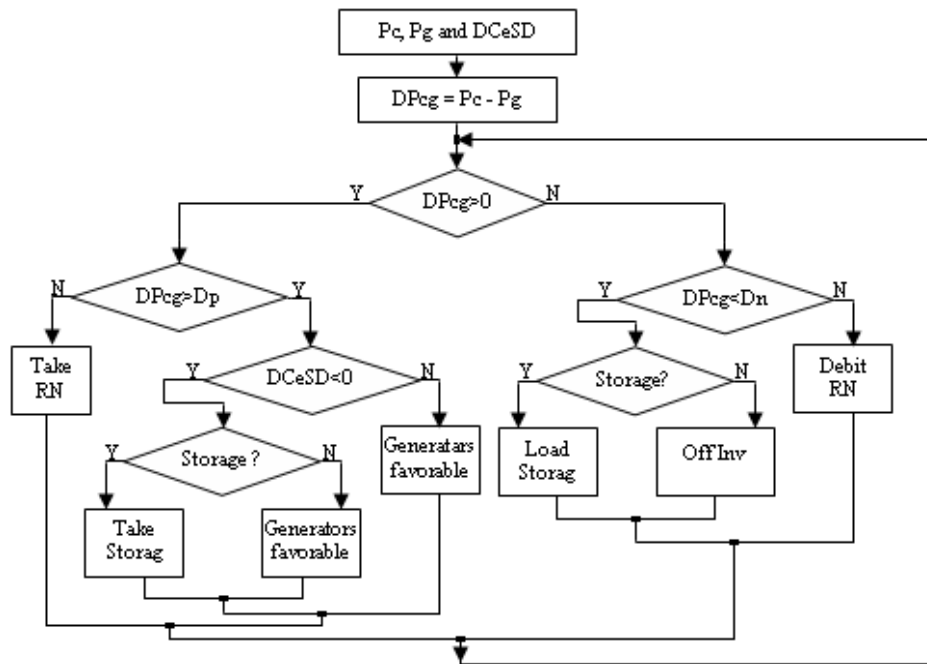 Pc, Pg and DCeSD
DPcg = Pc - Pg
Y
DPcg>0
N
N
DPcg>Dp
Y
Y
DPcg<Dn
N
Take
RN
Y
DCeSD<0
N
Y
Storage?
N
Debit
RN
Y
Storage ?
N
Generatars
favorable
Load
Storag
Off Inv
Take
Storag
Generators
favorable